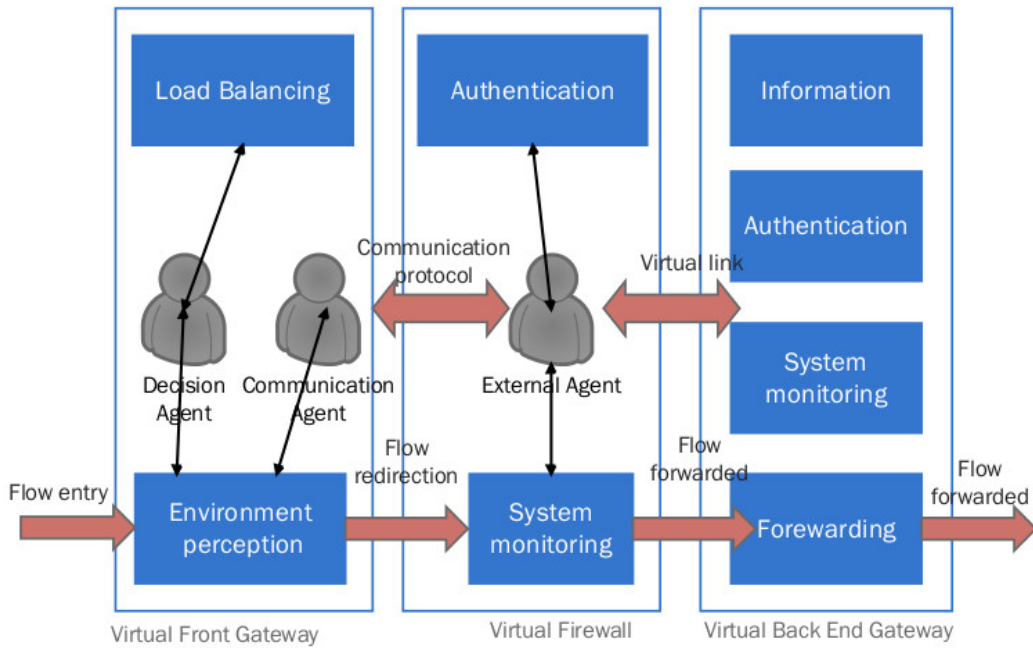 Load Balancing
Authentication
Information
Authentication
Communication
protocol
Virtual link
Decision
Agent
Communication
Agent
External Agent
System
monitoring
Flow entry
Flow
redirection
Flow
forwarded
Flow
forwarded
Environment
perception
System
monitoring
Forewarding
Virtual Front Gateway
Virtual Firewall
Virtual Back End Gateway